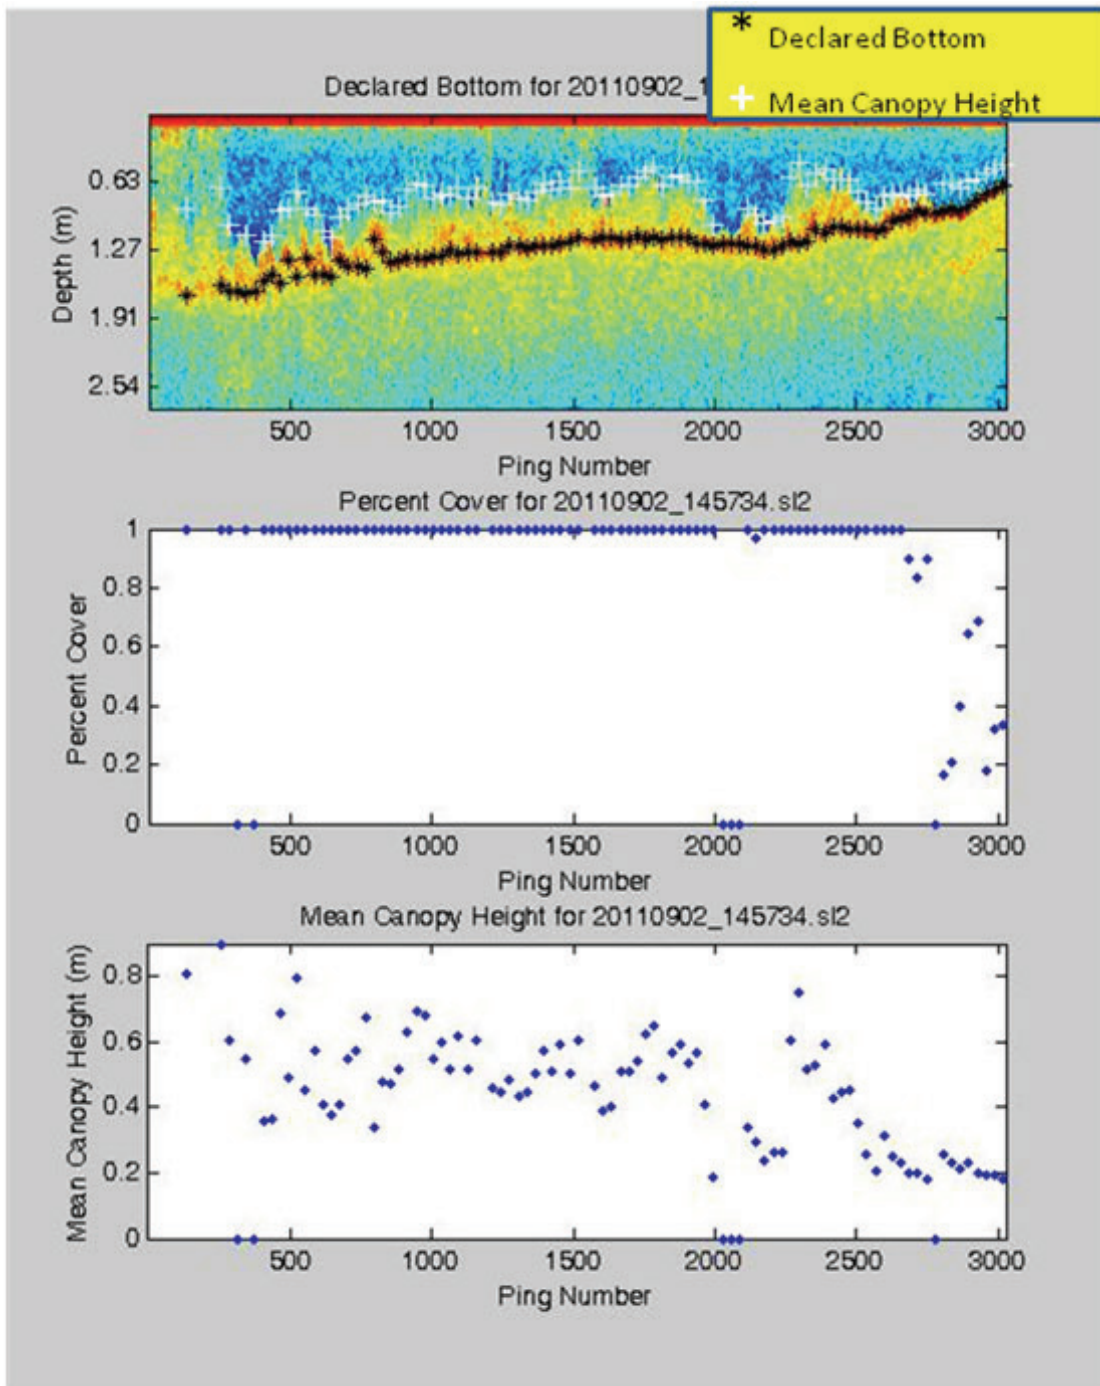 * Declared Bottom
+ Mean Canopy Height
Declared Bottom for 20110902_1
0.63
1.27
1.91
2.54
Depth (m)
500 1000 1500 2000 2500 3000
Ping Number
Percent Cover for 20110902_145734.sl2
1
0.8
0.6
0.4
0.2
0
Percent Cover
500 1000 1500 2000 2500 3000
Ping Number
Mean Canopy Height for 20110902_145734.sl2
0.8
0.6
0.4
0.2
0
Mean Canopy Height (m)
500 1000 1500 2000 2500 3000
Ping Number